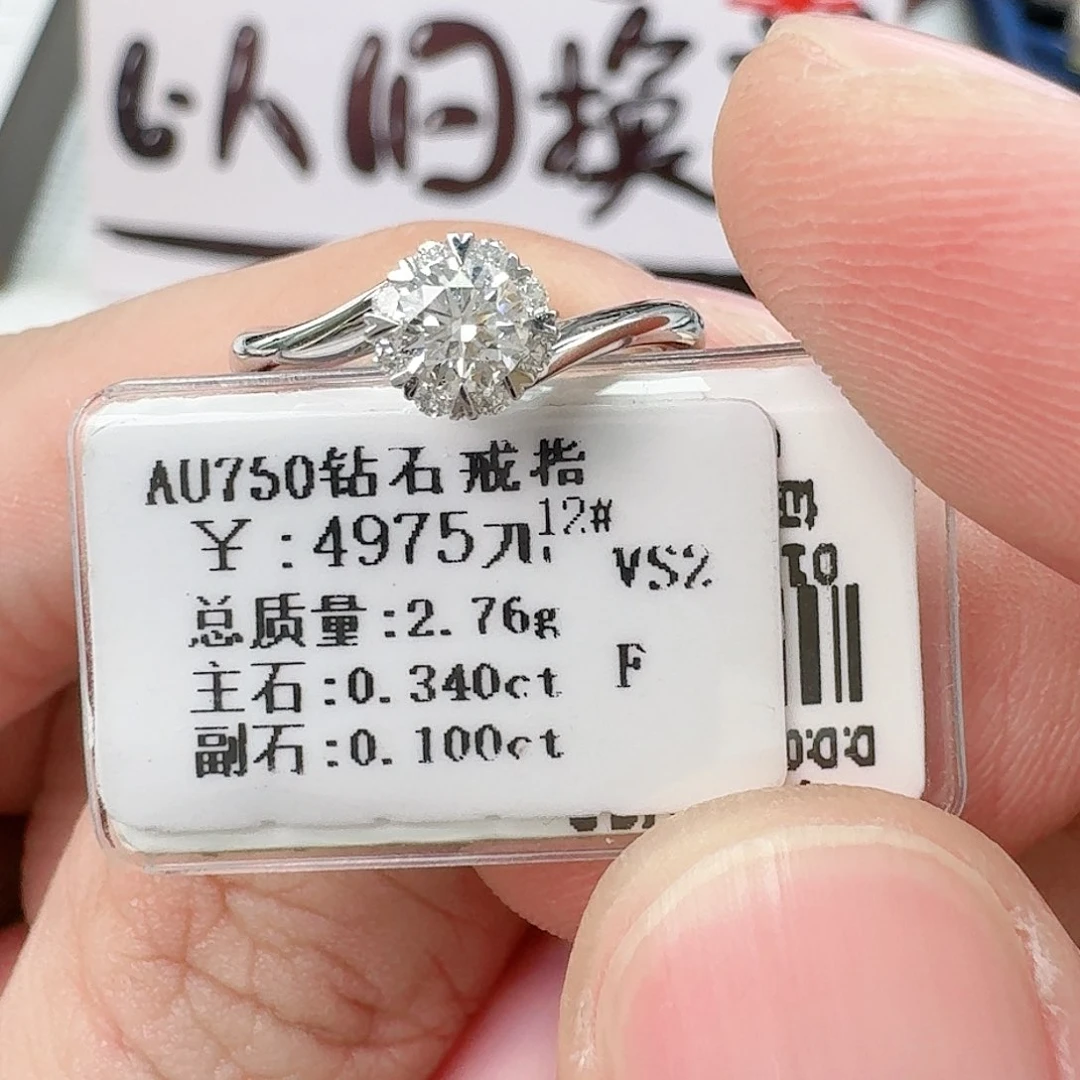 以旧换
AU750钻石戒指
￥:4975元 12#
VS2
总质量:2.76g
主石:0.340ct F
副石:0.100ct